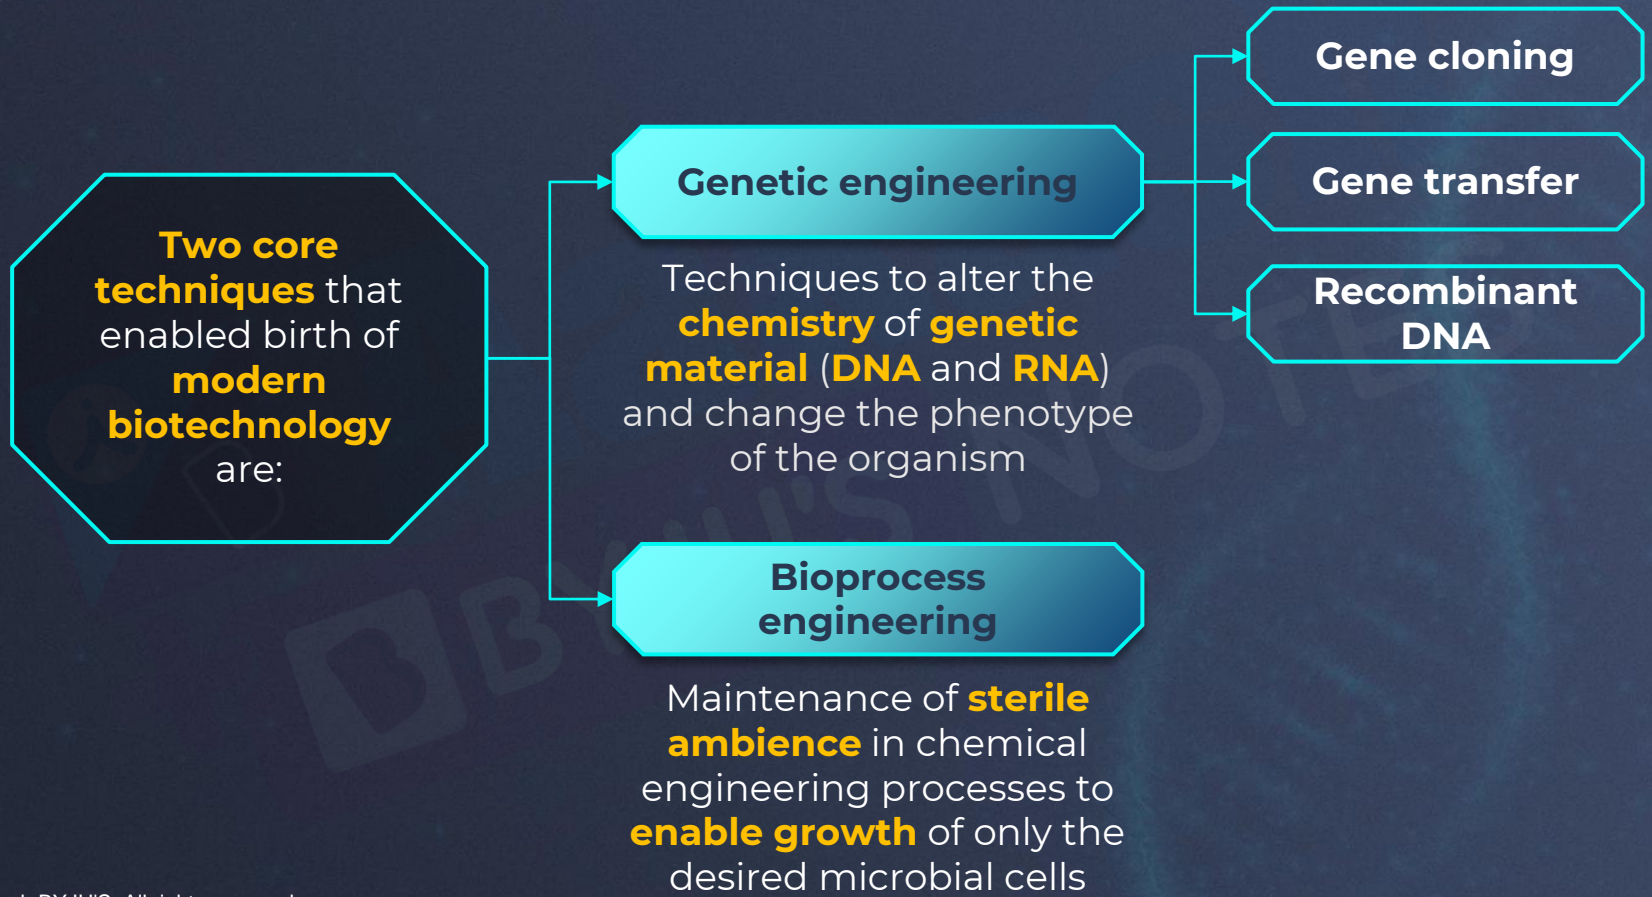 Two core
techniques that
enabled birth of
modern
biotechnology
are:
Genetic engineering
Techniques to alter the
chemistry of genetic
material (DNA and RNA)
and change the phenotype
of the organism
Gene cloning
Gene transfer
Recombinant
DNA
Bioprocess
engineering
Maintenance of sterile
ambience in chemical
engineering processes to
enable growth of only the
desired microbial cells
BYJU'S NOTES